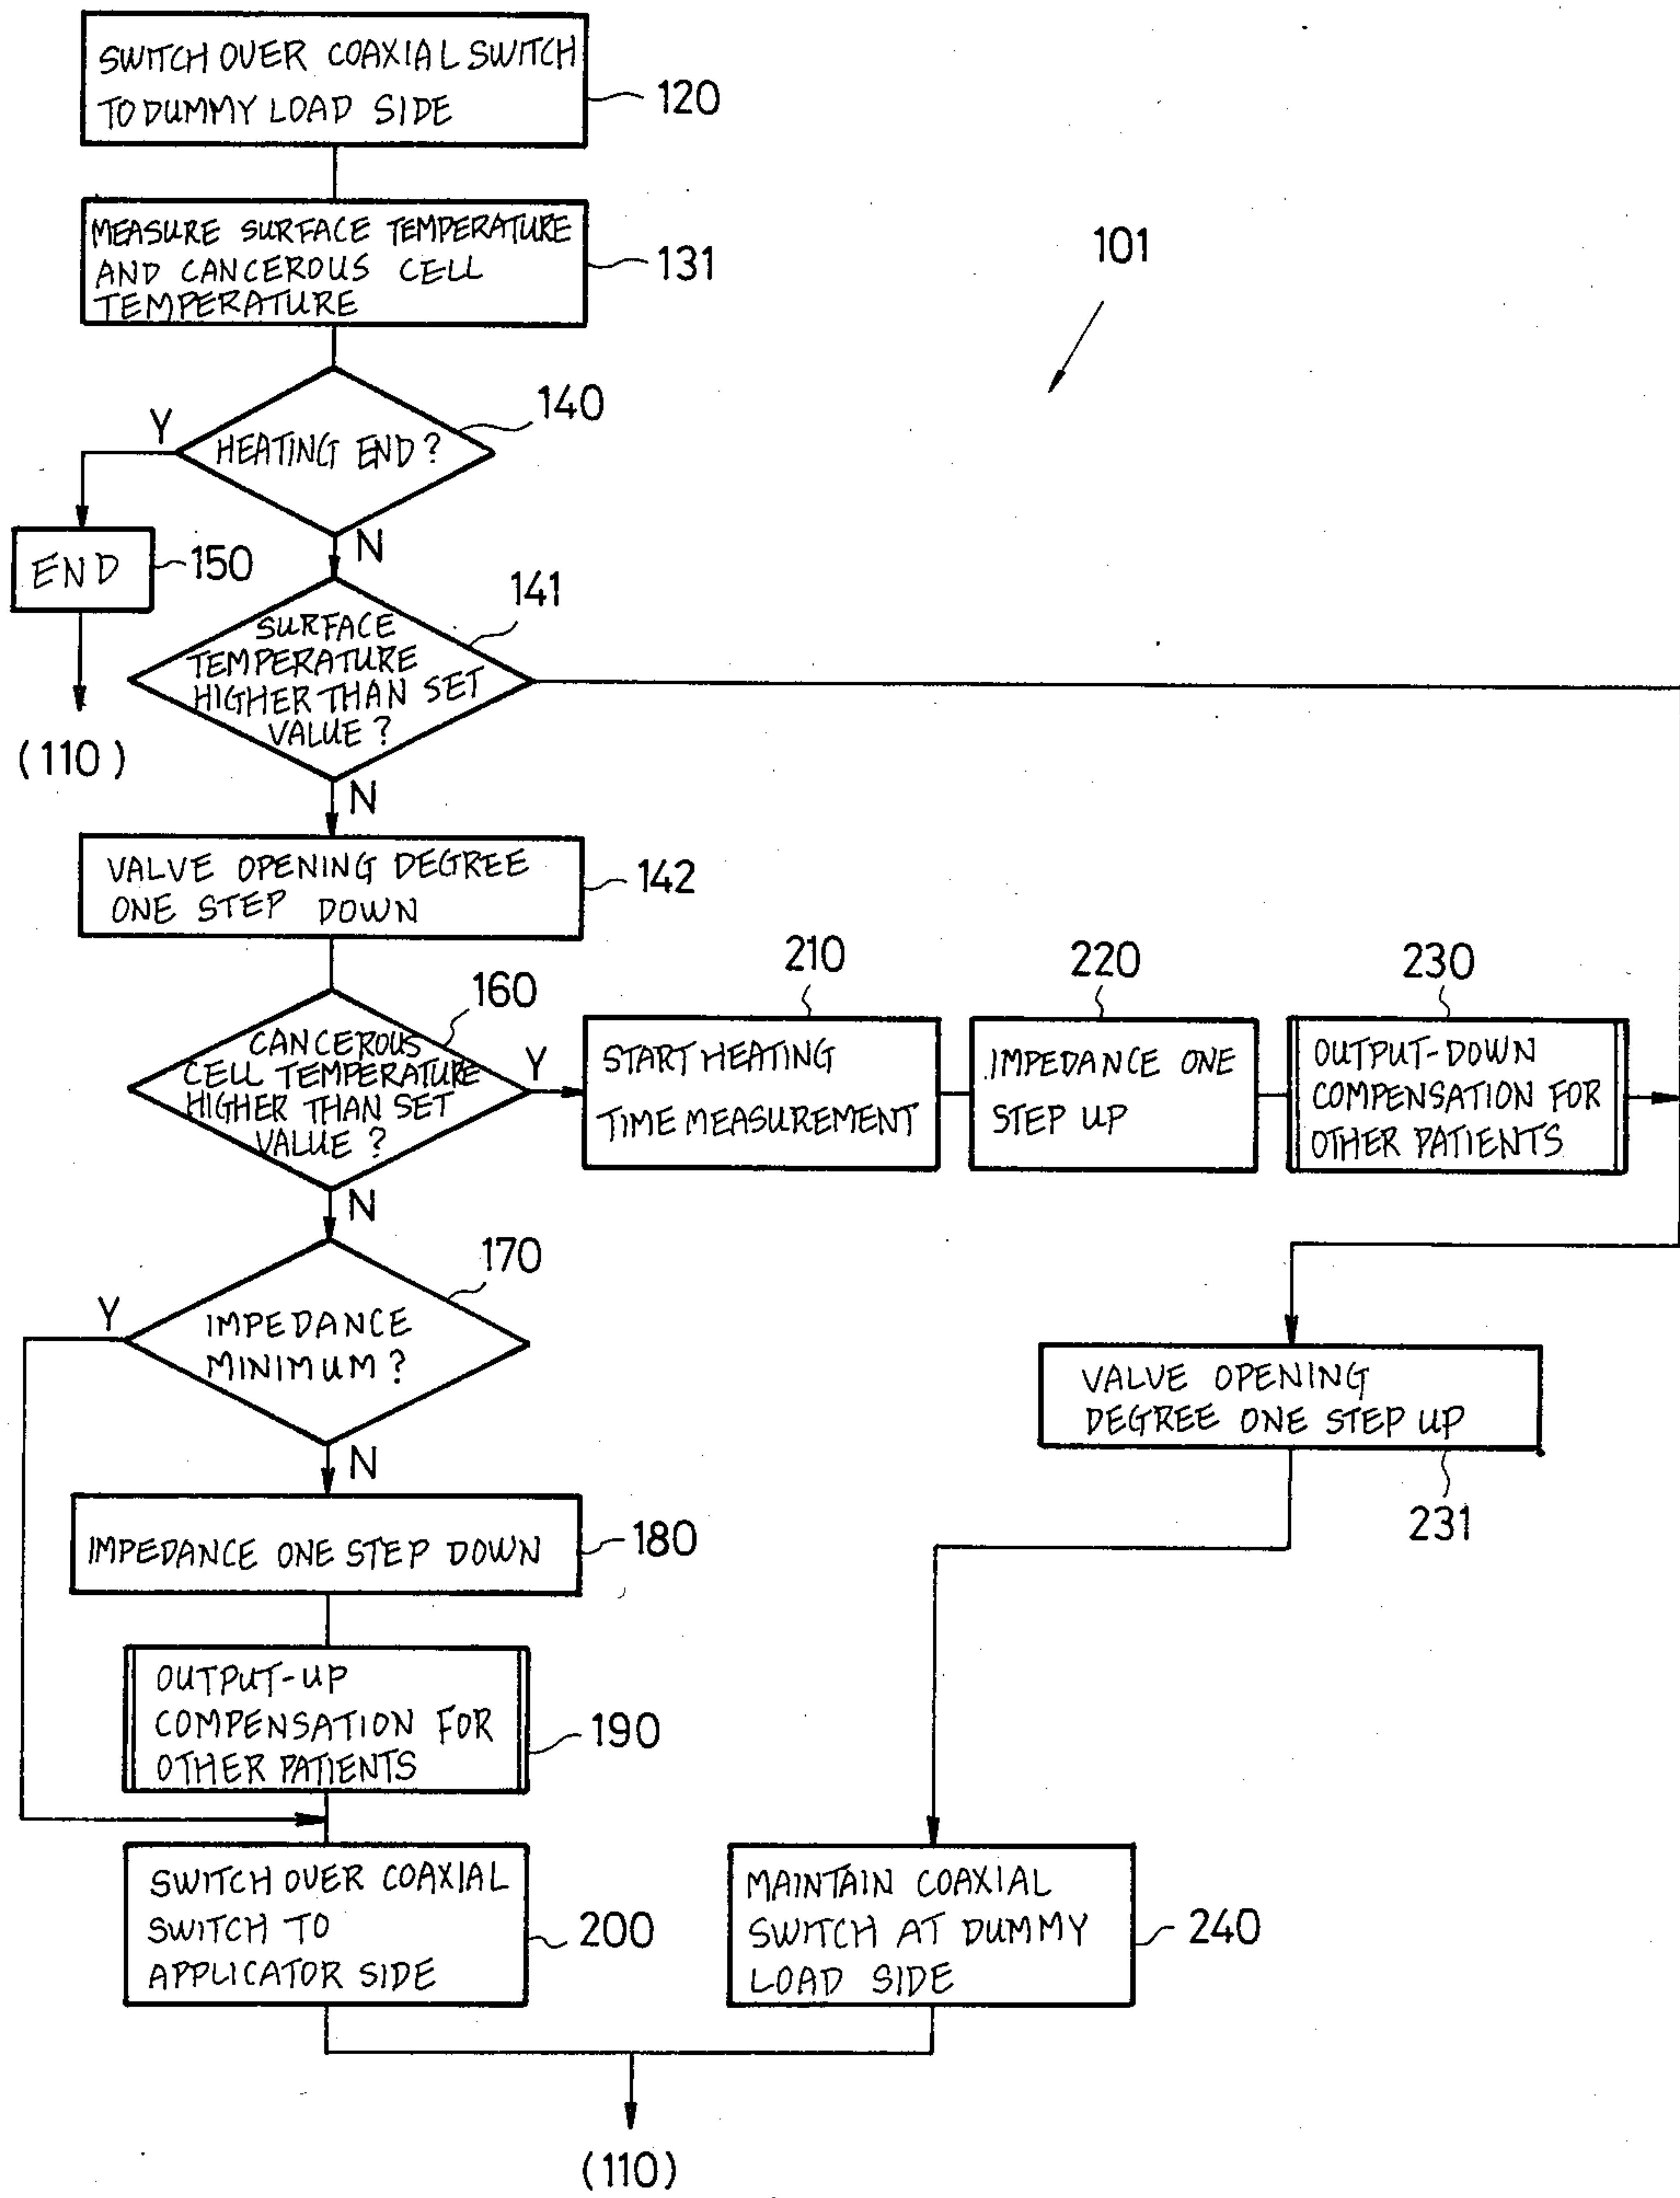 SWITCH OVER COAXIAL SWITCH
TO DUMMY LOAD SIDE
120
MEASURE SURFACE TEMPERATURE
AND CANCEROUS CELL
TEMPERATURE
131
101
HEATING END?
140
Y
N
END
150
(110)
SURFACE
TEMPERATURE
HIGHER THAN SET
VALUE?
141
N
VALVE OPENING DEGREE
ONE STEP DOWN
142
CANCEROUS
CELL TEMPERATURE
HIGHER THAN SET
VALUE?
160
Y
N
START HEATING
TIME MEASUREMENT
210
IMPEDANCE ONE
STEP UP
220
OUTPUT-DOWN
COMPENSATION FOR
OTHER PATIENTS
230
IMPEDANCE
MINIMUM?
170
Y
N
VALVE OPENING
DEGREE ONE STEP UP
231
IMPEDANCE ONE STEP DOWN
180
OUTPUT-UP
COMPENSATION FOR
OTHER PATIENTS
190
SWITCH OVER COAXIAL
SWITCH TO
APPLICATOR SIDE
200
MAINTAIN COAXIAL
SWITCH AT DUMMY
LOAD SIDE
240
(110)